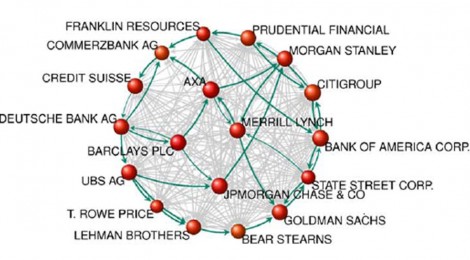 FRANKLIN RESOURCES
PRUDENTIAL FINANCIAL
COMMERZBANK AG
MORGAN STANLEY
CREDIT SUISSE
AXA
CITIGROUP
DEUTSCHE BANK AG
MERRILL LYNCH
BARCLAYS PLC
BANK OF AMERICA CORP.
UBS AG
STATE STREET CORP.
JPMORGAN CHASE & CO
T. ROWE PRICE
GOLDMAN SACHS
LEHMAN BROTHERS
BEAR STEARNS